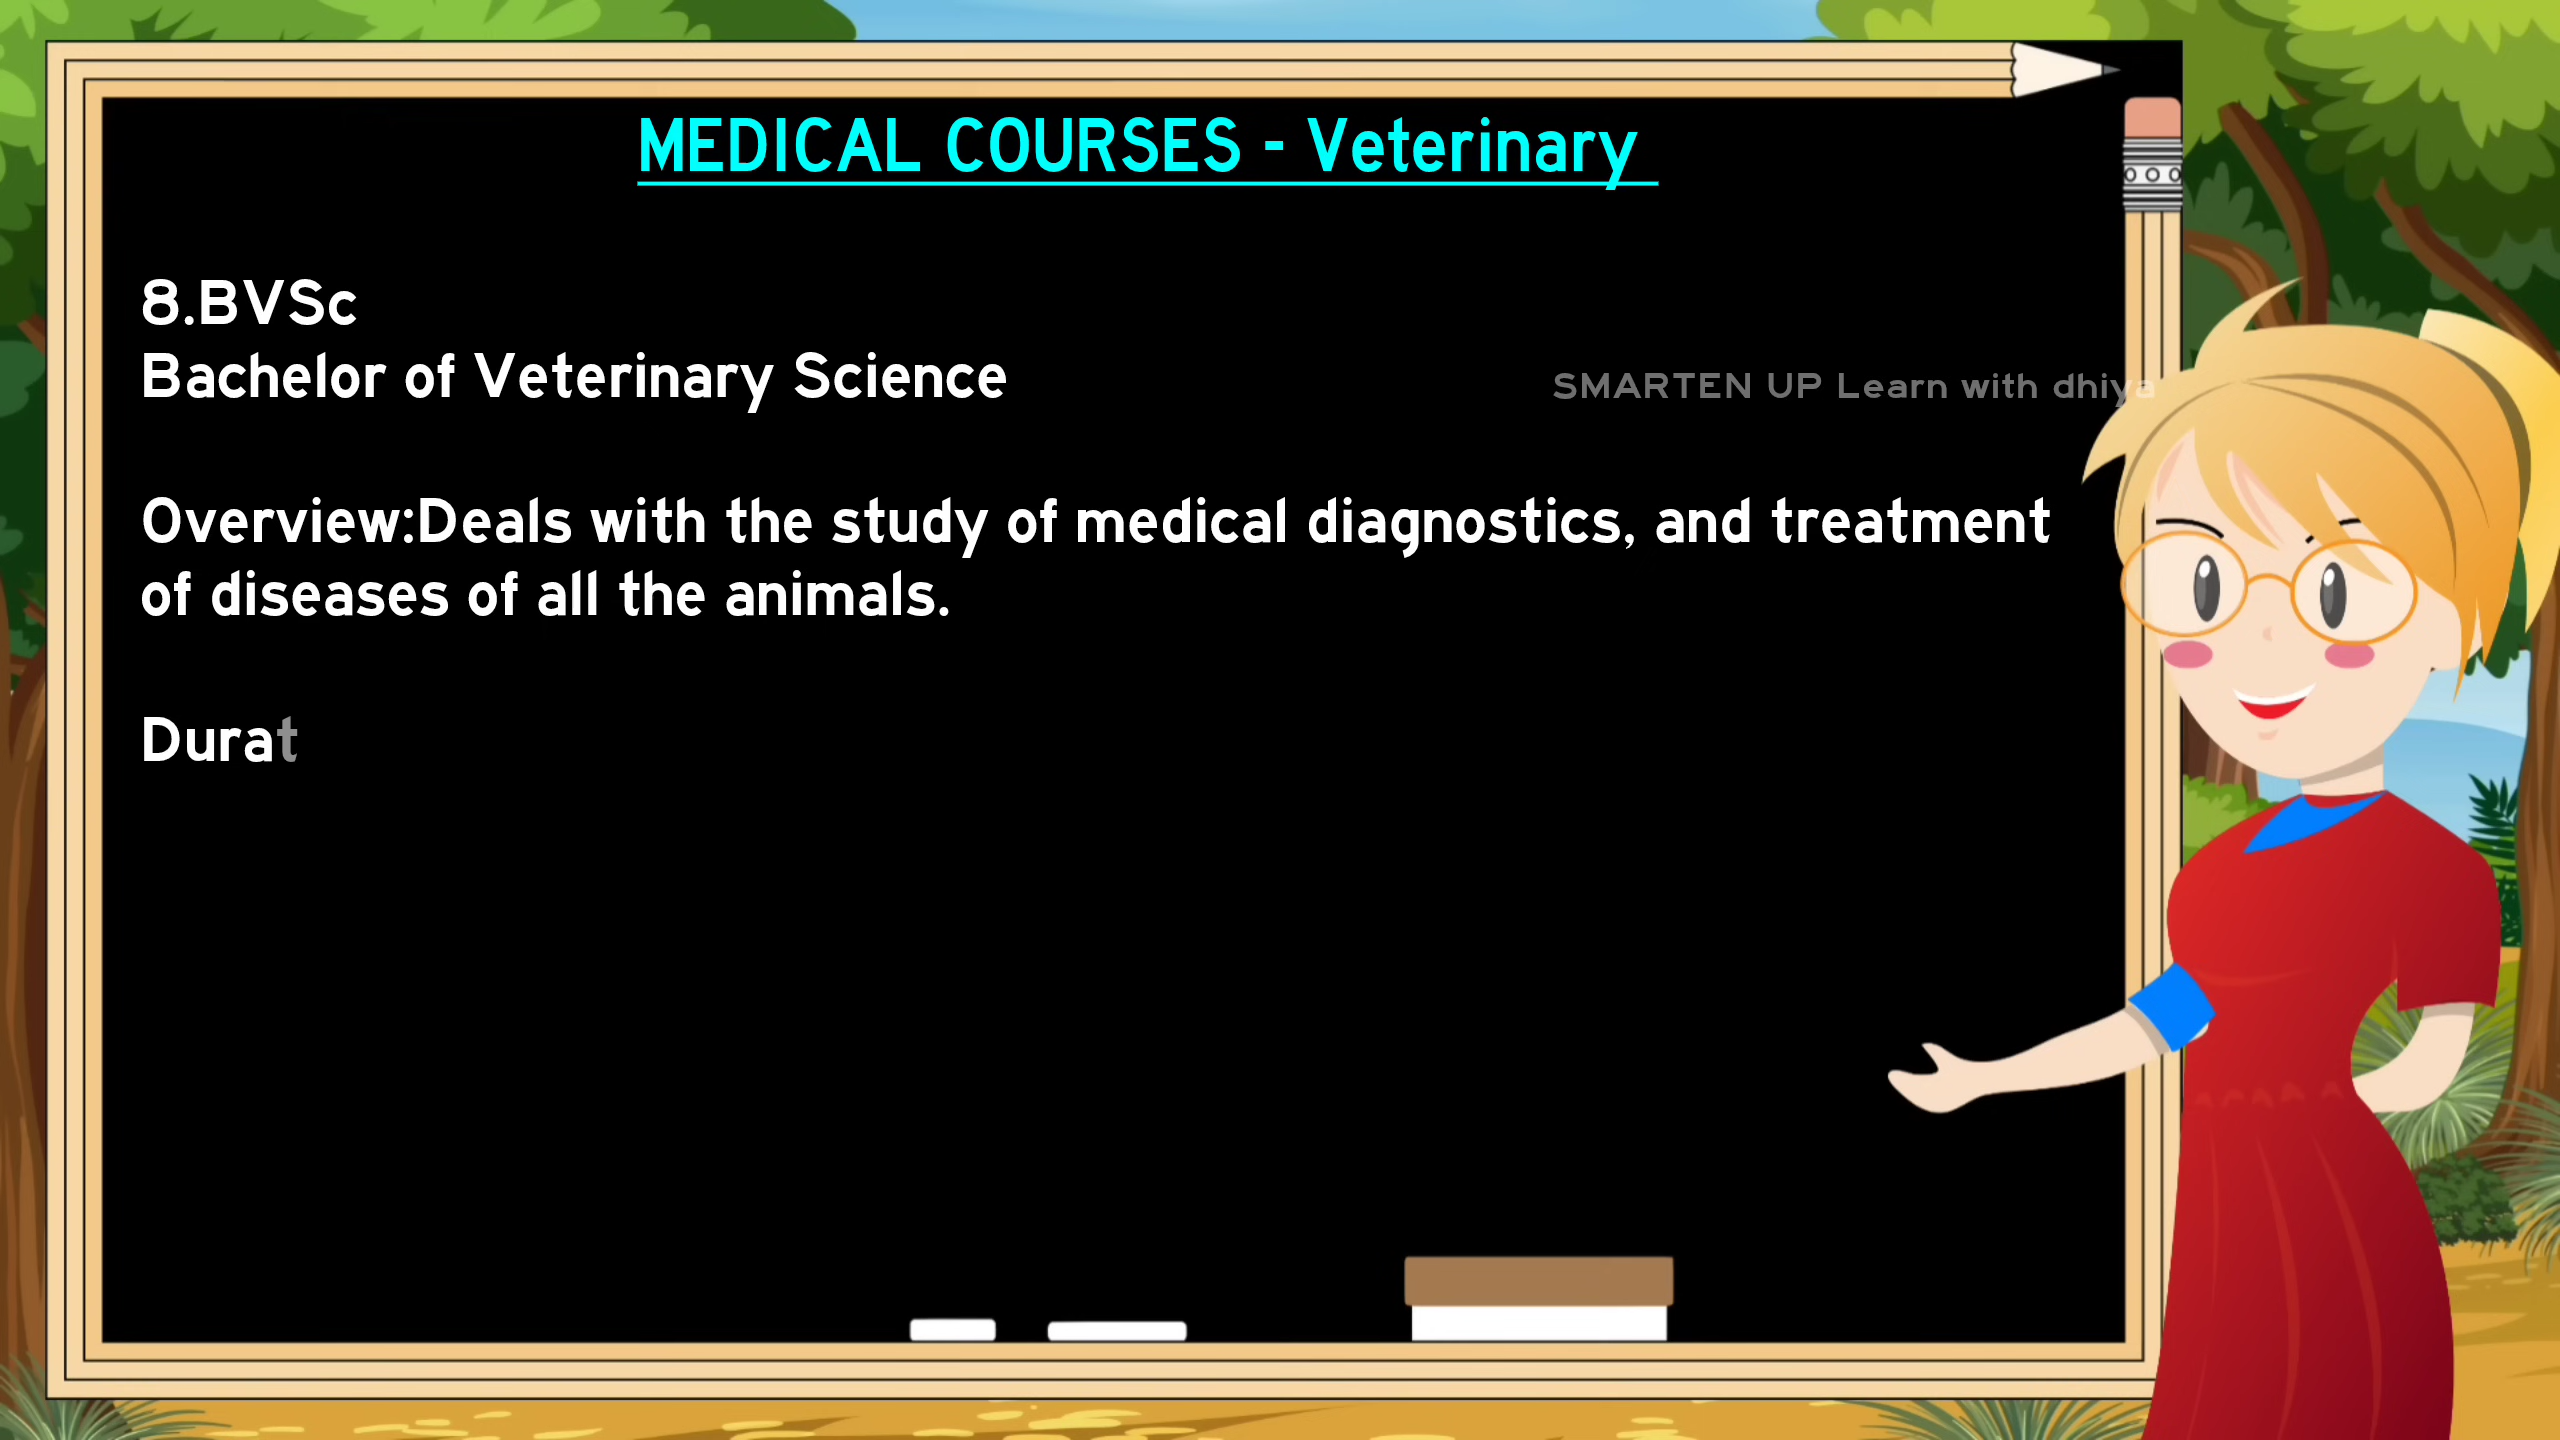 MEDICAL COURSES - Veterinary
8.BVSc
Bachelor of Veterinary Science
SMARTEN UP Learn with dhiya
Overview:Deals with the study of medical diagnostics, and treatment
of diseases of all the animals.
Durat